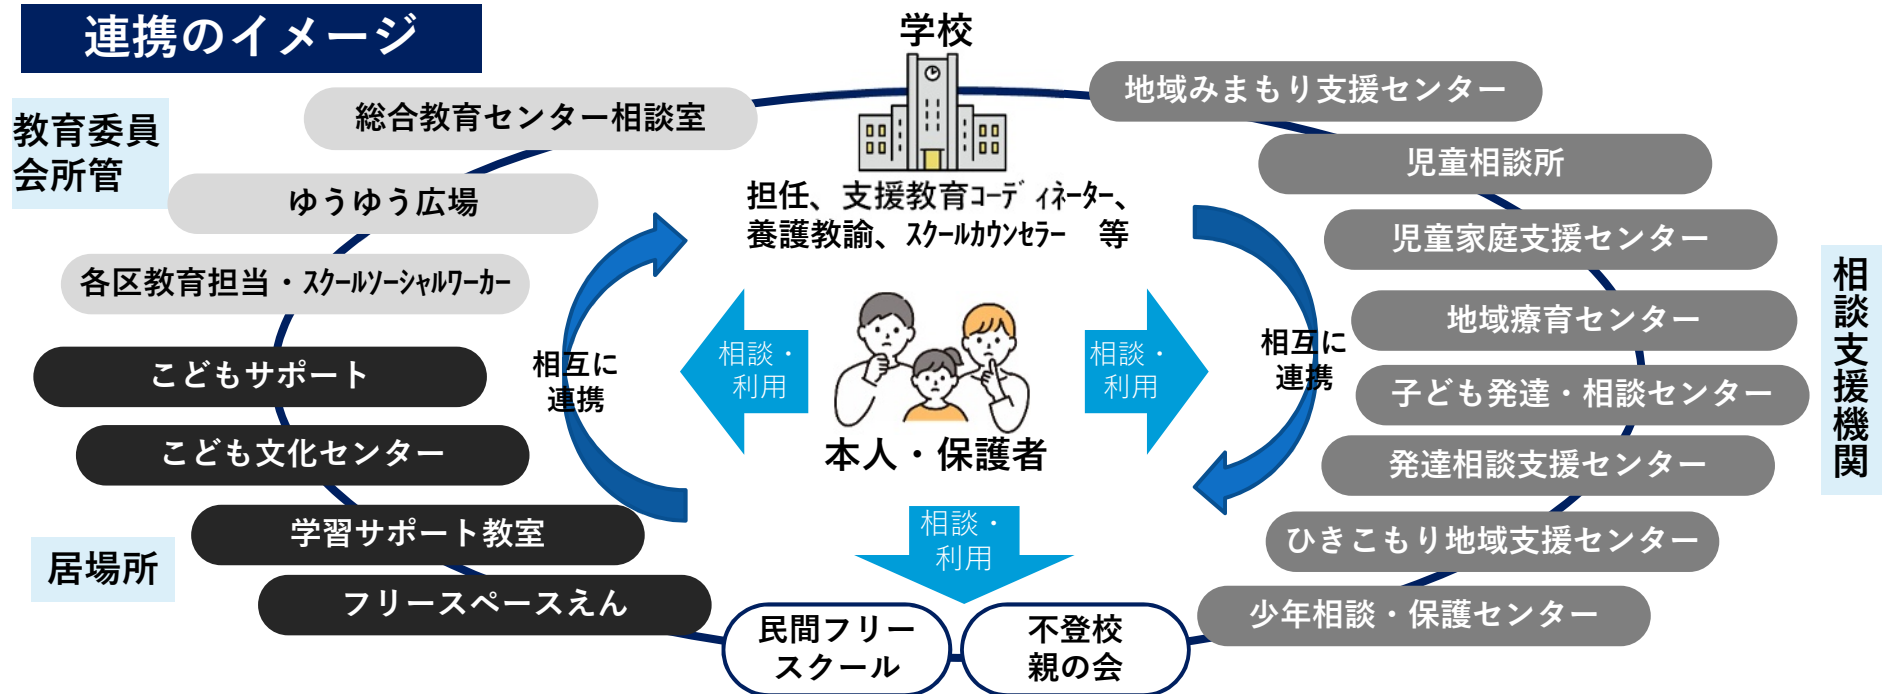 連携のイメージ
学校
教育委員
会所管
総合教育センター相談室
ゆうゆう広場
各区教育担当・ｽｸｰﾙｿｰｼｬﾙﾜｰｶｰ
担任、支援教育ｺｰﾃﾞｨﾈｰﾀｰ、
養護教諭、ｽｸｰﾙｶｳﾝｾﾗｰ　等
地域みまもり支援センター
児童相談所
児童家庭支援センター
地域療育センター
子ども発達・相談センター
発達相談支援センター
ひきこもり地域支援センター
少年相談・保護センター
相談支援機関
相互に
連携
相談・
利用
本人・保護者
相談・
利用
相互に
連携
相談・
利用
こどもサポート
こども文化センター
学習サポート教室
フリースペースえん
居場所
民間フリー
スクール
不登校
親の会